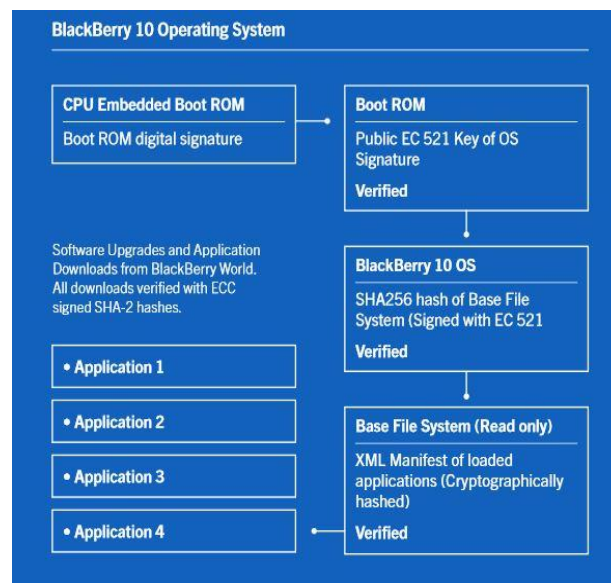 BlackBerry 10 Operating System
CPU Embedded Boot ROM
Boot ROM digital signature
Boot ROM
Public EC 521 Key of OS
Signature
Verified
Software Upgrades and Application
Downloads from BlackBerry World.
All downloads verified with ECC
signed SHA-2 hashes.
BlackBerry 10 OS
SHA256 hash of Base File
System (Signed with EC 521
Verified
• Application 1
• Application 2
• Application 3
• Application 4
Base File System (Read only)
XML Manifest of loaded
applications (Cryptographically
hashed)
Verified